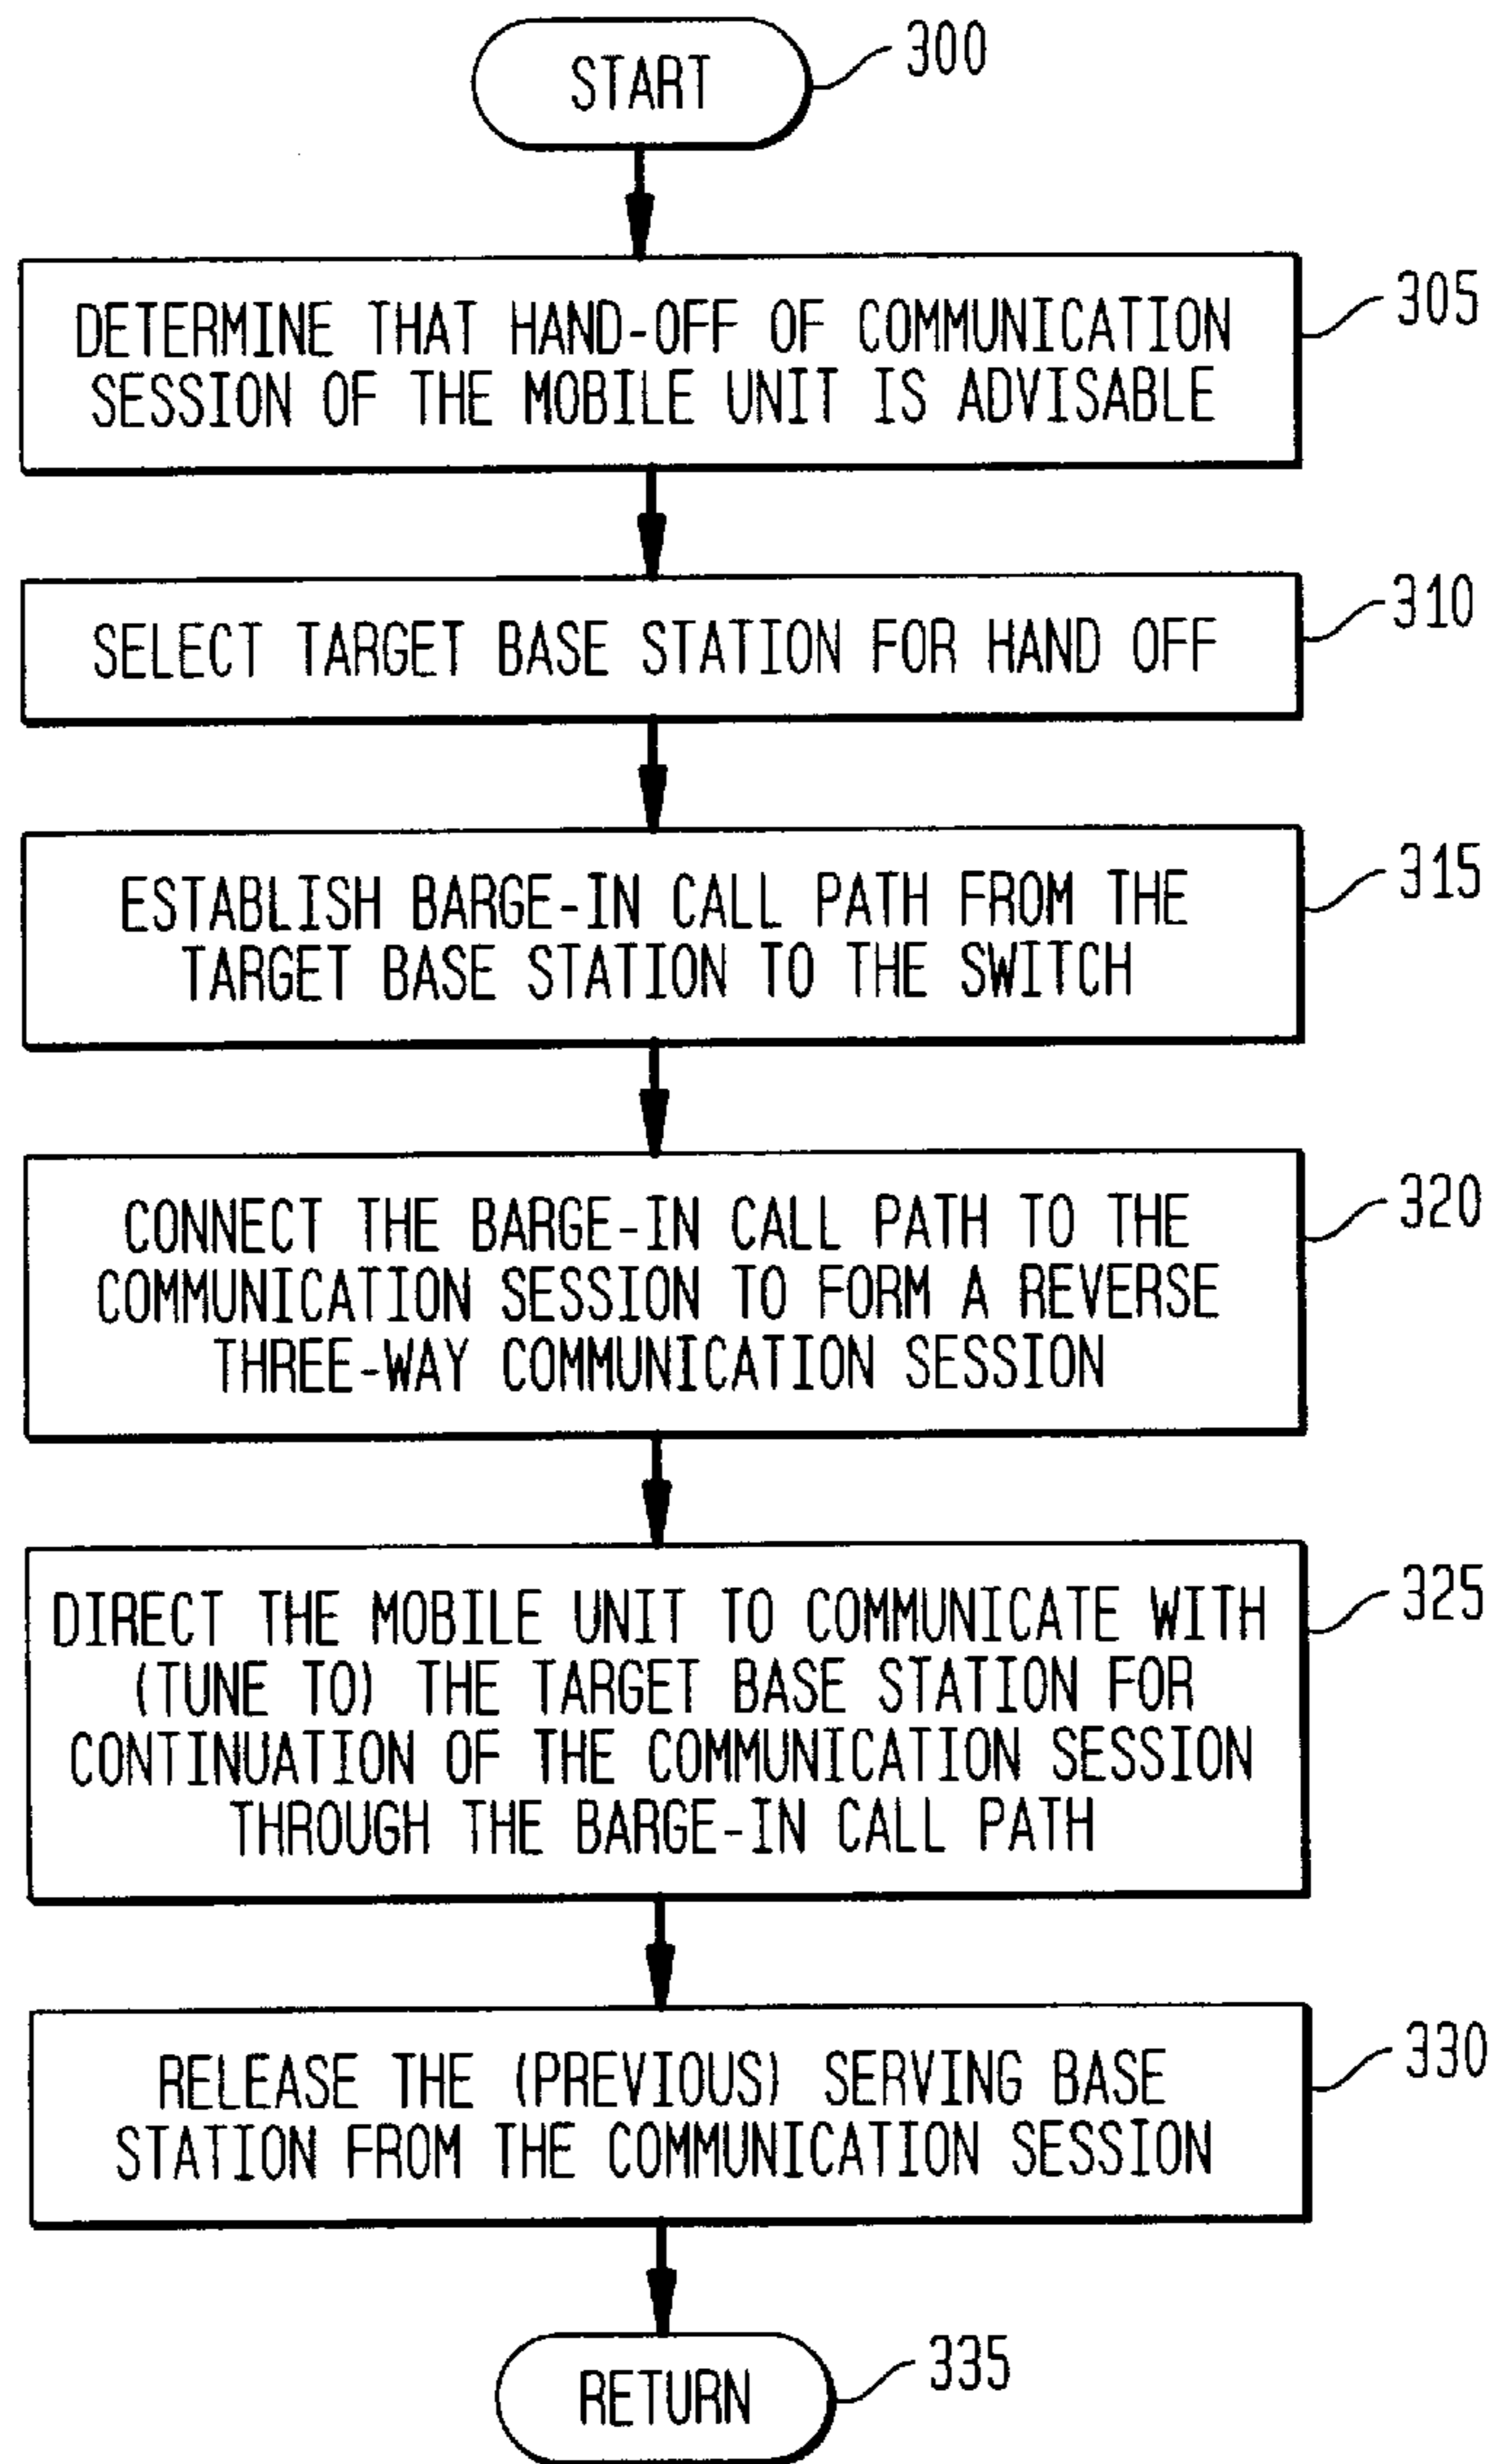 START
300
DETERMINE THAT HAND-OFF OF COMMUNICATION
SESSION OF THE MOBILE UNIT IS ADVISABLE
305
SELECT TARGET BASE STATION FOR HAND OFF
310
ESTABLISH BARGE-IN CALL PATH FROM THE
TARGET BASE STATION TO THE SWITCH
315
CONNECT THE BARGE-IN CALL PATH TO THE
COMMUNICATION SESSION TO FORM A REVERSE
THREE-WAY COMMUNICATION SESSION
320
DIRECT THE MOBILE UNIT TO COMMUNICATE WITH
(TUNE TO) THE TARGET BASE STATION FOR
CONTINUATION OF THE COMMUNICATION SESSION
THROUGH THE BARGE-IN CALL PATH
325
RELEASE THE (PREVIOUS) SERVING BASE
STATION FROM THE COMMUNICATION SESSION
330
RETURN
335